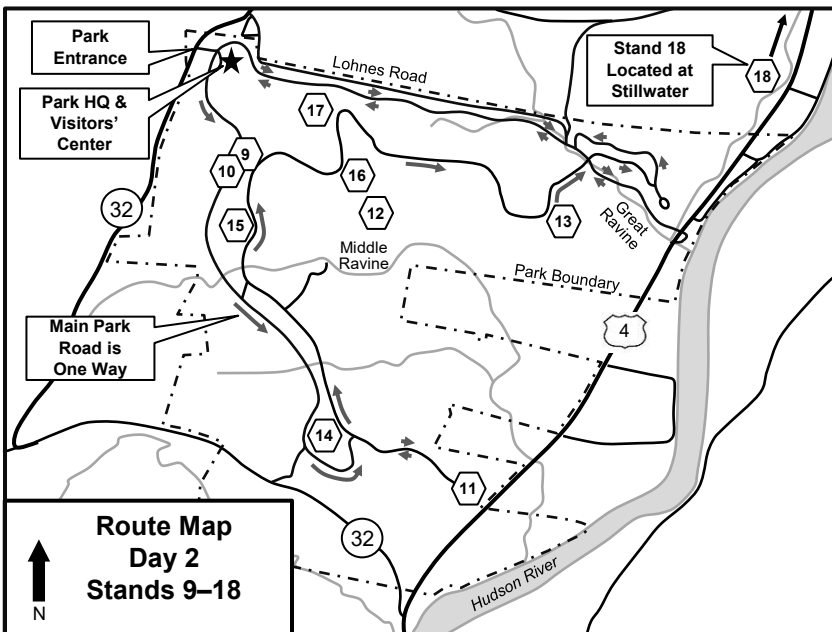 Park
Entrance
Park HQ &
Visitors'
Center
Lohnes Road
Stand 18
Located at
Stillwater
18
17
9
10
16
12
15
13
32
Great
Ravine
Middle
Ravine
Park Boundary
4
Main Park
Road is
One Way
14
11
32
Hudson River
Route Map
Day 2
Stands 9–18
N